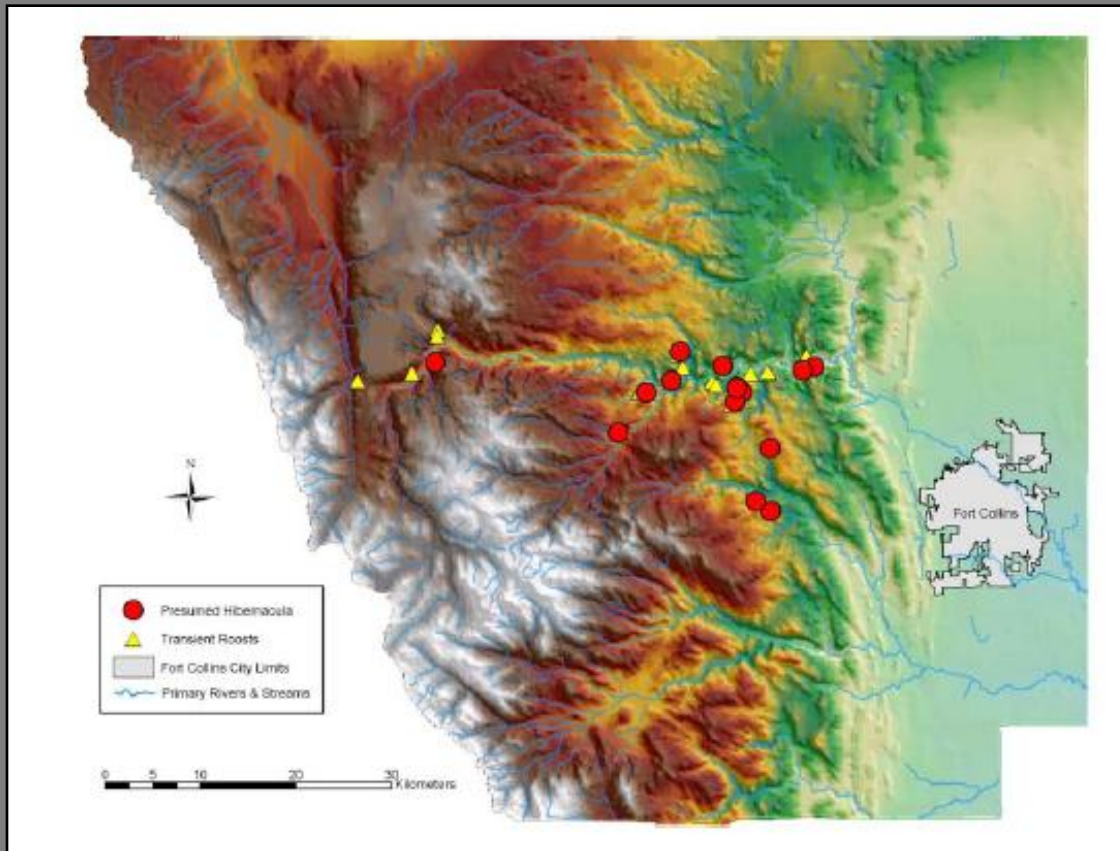 N
Fort Collins
Presumed Hibernacula
Transient Roosts
Fort Collins City Limits
Primary Rivers & Streams
0 5 10 20 30
Kilometers